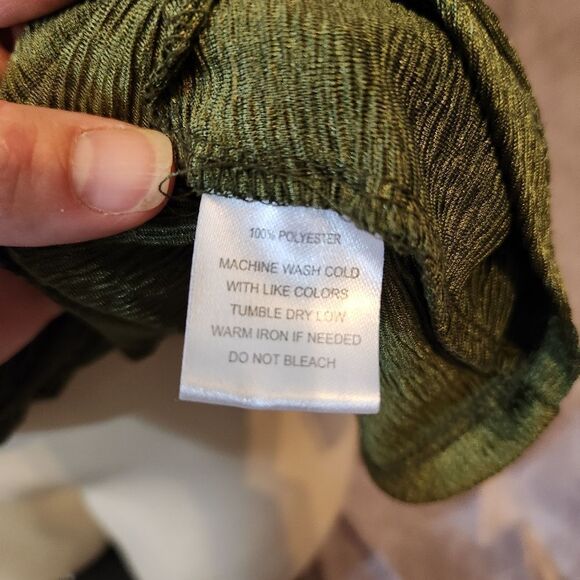 100% POLYESTER
MACHINE WASH COLD
WITH LIKE COLORS
TUMBLE DRY LOW
WARM IRON IF NEEDED
DO NOT BLEACH